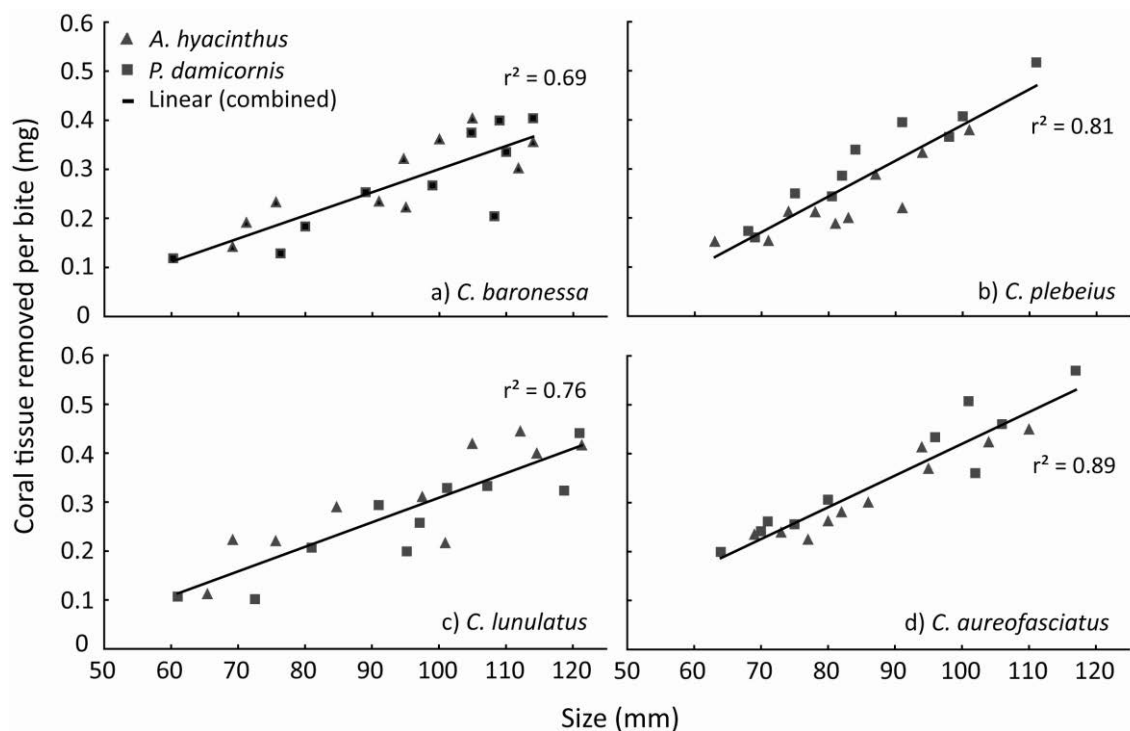 Coral tissue removed per bite (mg)
0.6
0.5
0.4
0.3
0.2
0.1
0
A. hyacinthus
P. damicornis
Linear (combined)
r² = 0.69
a) C. baronessa
r² = 0.81
b) C. plebeius
0.6
0.5
0.4
0.3
0.2
0.1
0
r² = 0.76
c) C. lunulatus
r² = 0.89
d) C. aureofasciatus
50 60 70 80 90 100 110 120
50 60 70 80 90 100 110 120
Size (mm)